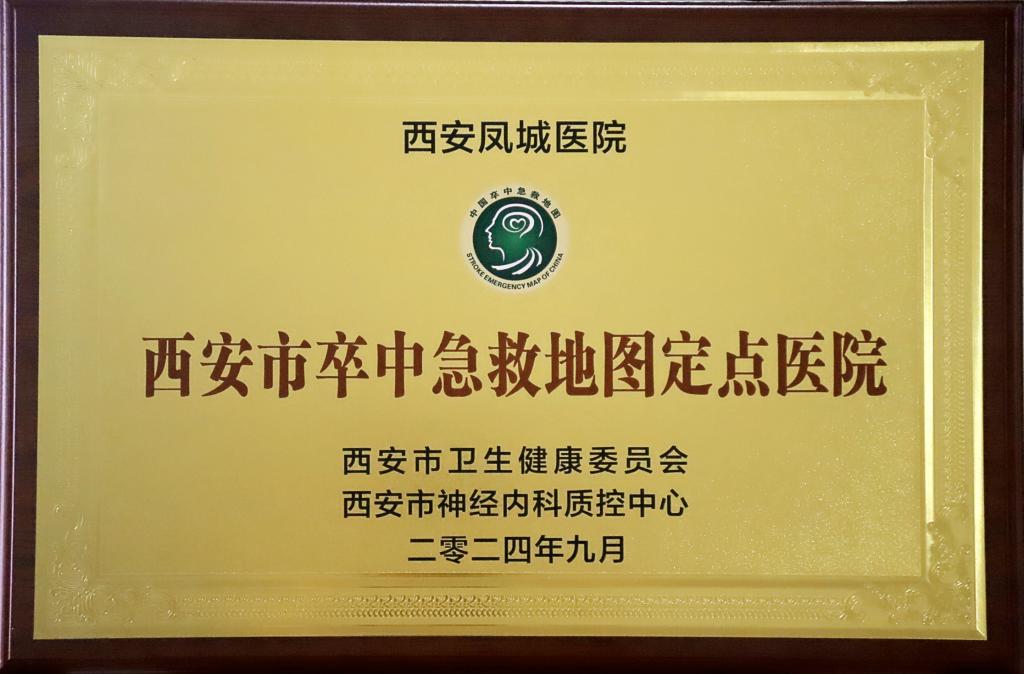 西安凤城医院
中国卒中急救地图
STROKE EMERGENCY MAP OF CHINA
西安市卒中急救地图定点医院
西安市卫生健康委员会
西安市神经内科质控中心
二零二四年九月